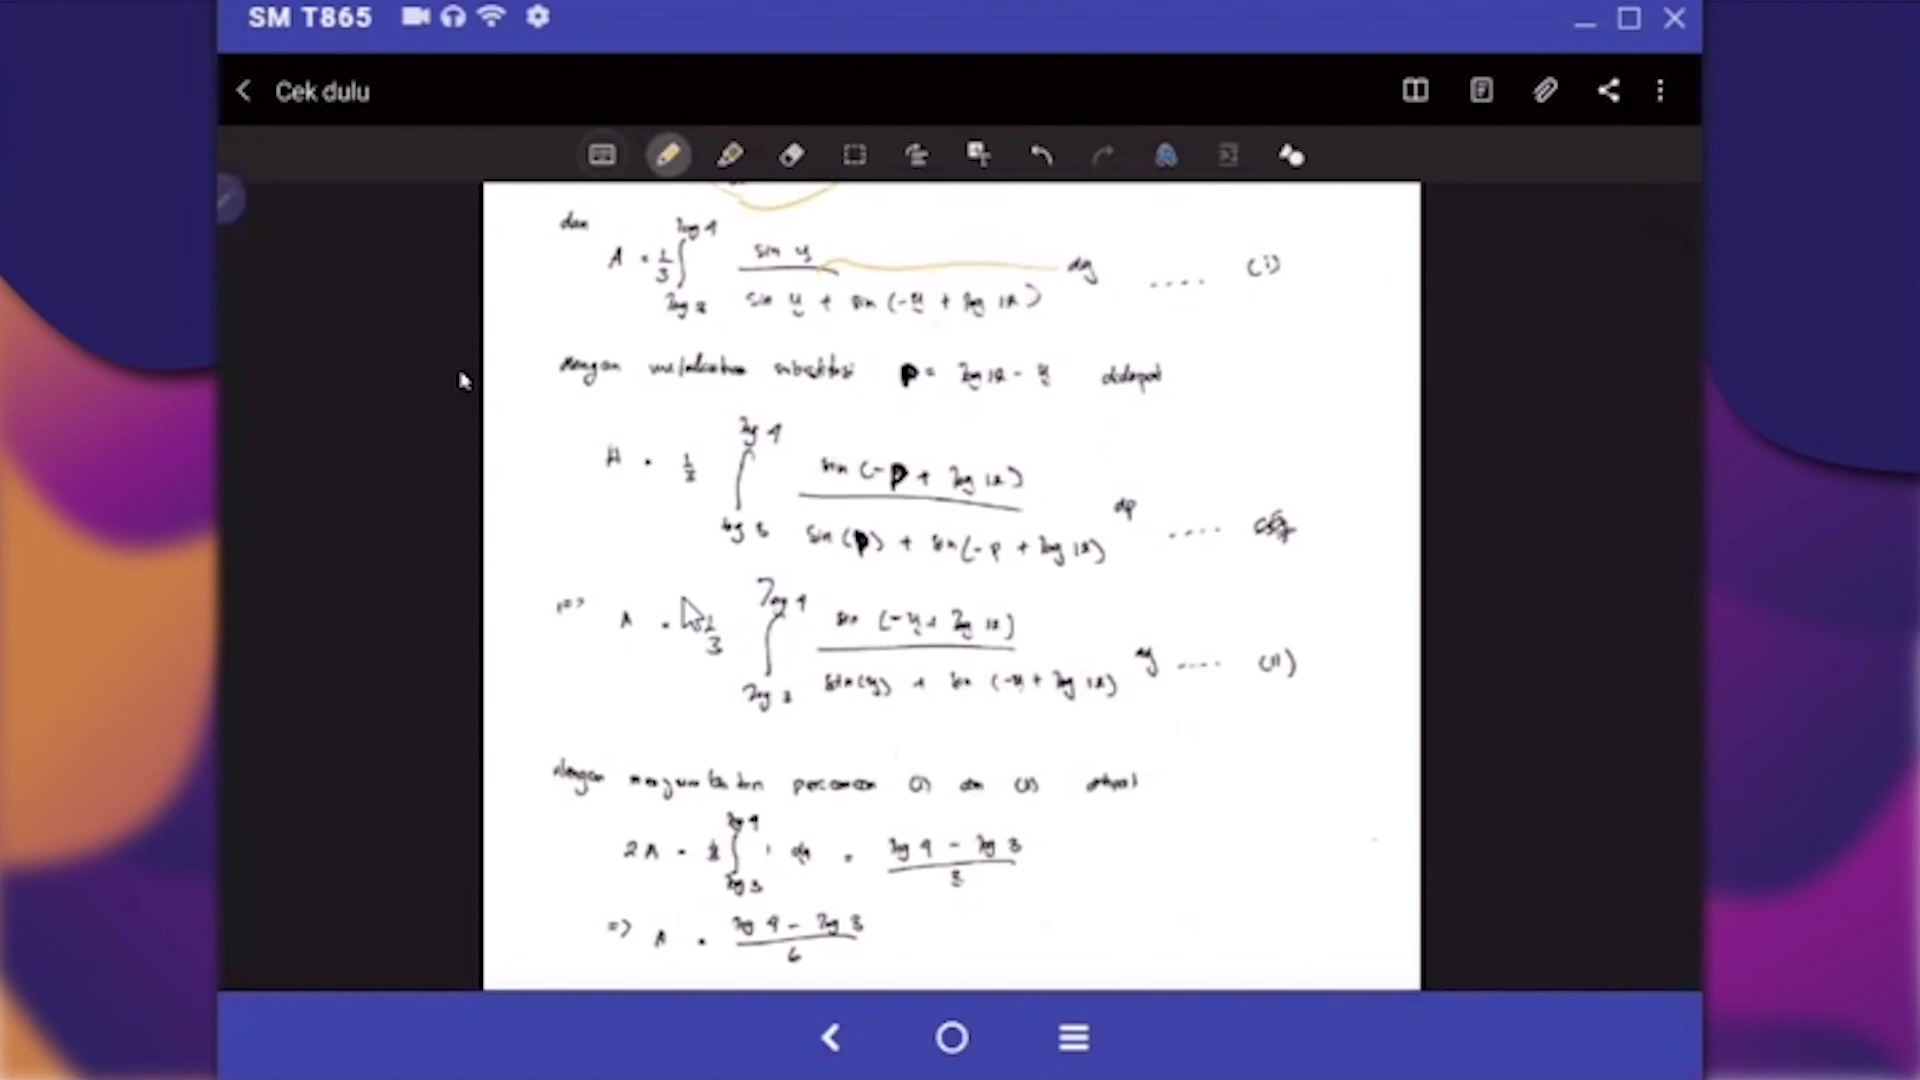 SM T865
Cek dulu
dan
log 4
A = 1/3 ∫ sin y dy .... (i)
log 3
sin y + sin (-y + log 12)
dengan melakukan substitusi p = log 12 - y didapat
log 4
A = 1/3 ∫ sin (-p + log 12) dp ....
log 3
sin (p) + sin (-p + log 12)
=> log 4
A = 1/3 ∫ sin (-y + log 12) dy .... (ii)
log 3
sin (y) + sin (-y + log 12)
dengan menjumlahkan persamaan (i) dan (ii) didapat
log 4
2A = 1/3 ∫ 1 dy = log 4 - log 3
log 3
3
=> A = log 4 - log 3
6